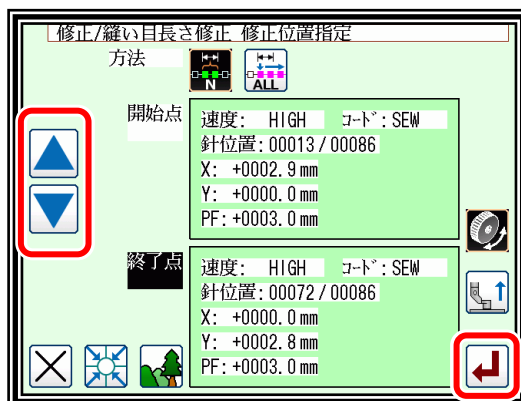 修正/縫い目長さ修正 修正位置指定
方法
N
ALL
開始点
速度: HIGH コード:SEW
針位置:00013/00086
X: +0002.9mm
Y: +0000.0mm
PF:+0003.0mm
終了点
速度: HIGH コード:SEW
針位置:00072/00086
X: +0000.0mm
Y: +0002.8mm
PF:+0003.0mm